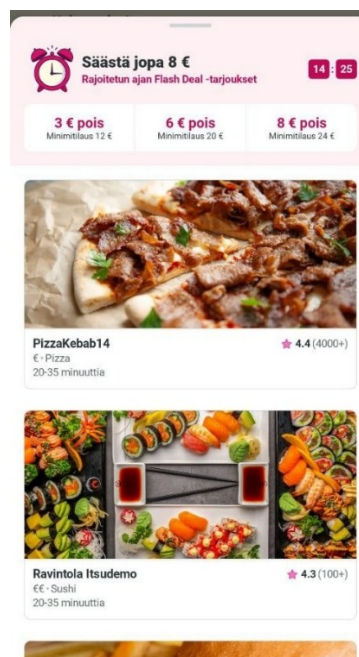 Säästä jopa 8 €
Rajoitetun ajan Flash Deal -tarjoukset
14 : 25
3 € pois
Minimitilaus 12 €
6 € pois
Minimitilaus 20 €
8 € pois
Minimitilaus 24 €
PizzaKebab14
4.4 (4000+)
€ · Pizza
20-35 minuuttia
Ravintola Itsudemo
4.3 (100+)
€€ · Sushi
20-35 minuuttia